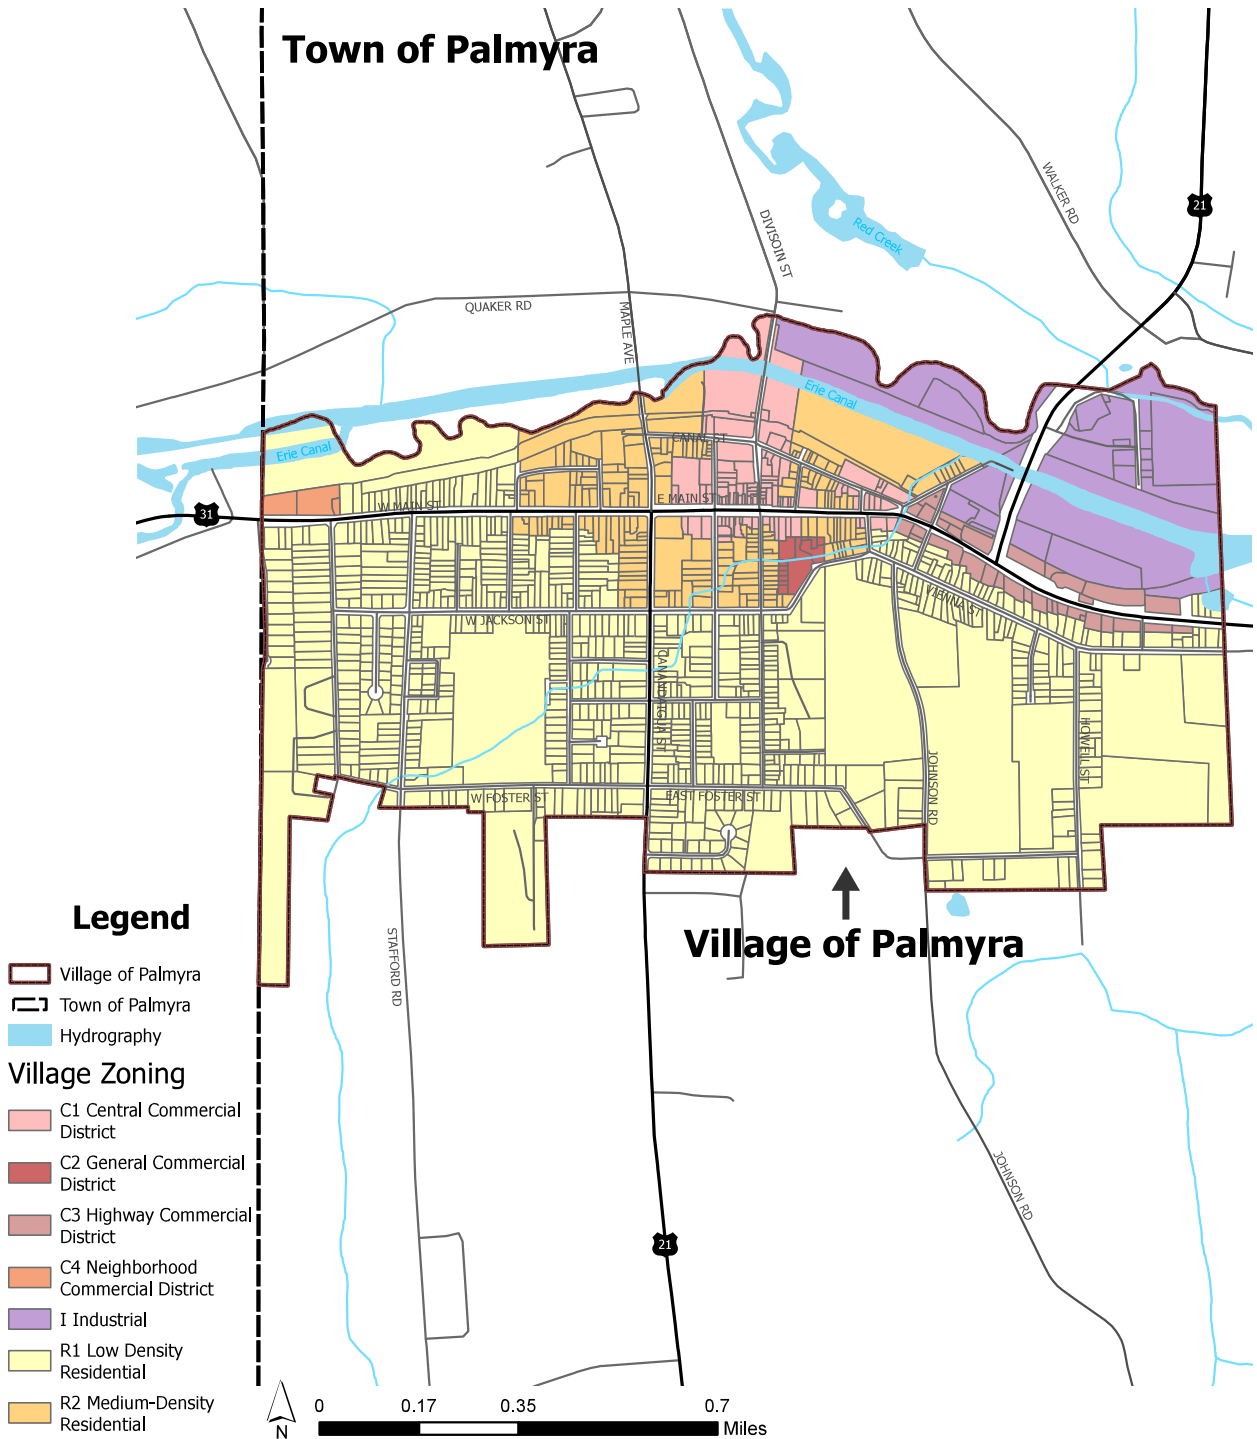 Town of Palmyra
WALKER RD
21
DIVISOIN ST
Red Creek
QUAKER RD
MAPLE AVE
Erie Canal
CANAL ST
Erie Canal
W MAIN ST
E MAIN ST
31
VIENNA ST
W JACKSON ST
CANANDAIGUA ST
HOWELL ST
JOHNSON RD
W FOSTER ST
EAST FOSTER ST
Village of Palmyra
STAFFORD RD
JOHNSON RD
21
Legend
Village of Palmyra
Town of Palmyra
Hydrography
Village Zoning
C1 Central Commercial
District
C2 General Commercial
District
C3 Highway Commercial
District
C4 Neighborhood
Commercial District
I Industrial
R1 Low Density
Residential
R2 Medium-Density
Residential
N
0 0.17 0.35 0.7
Miles